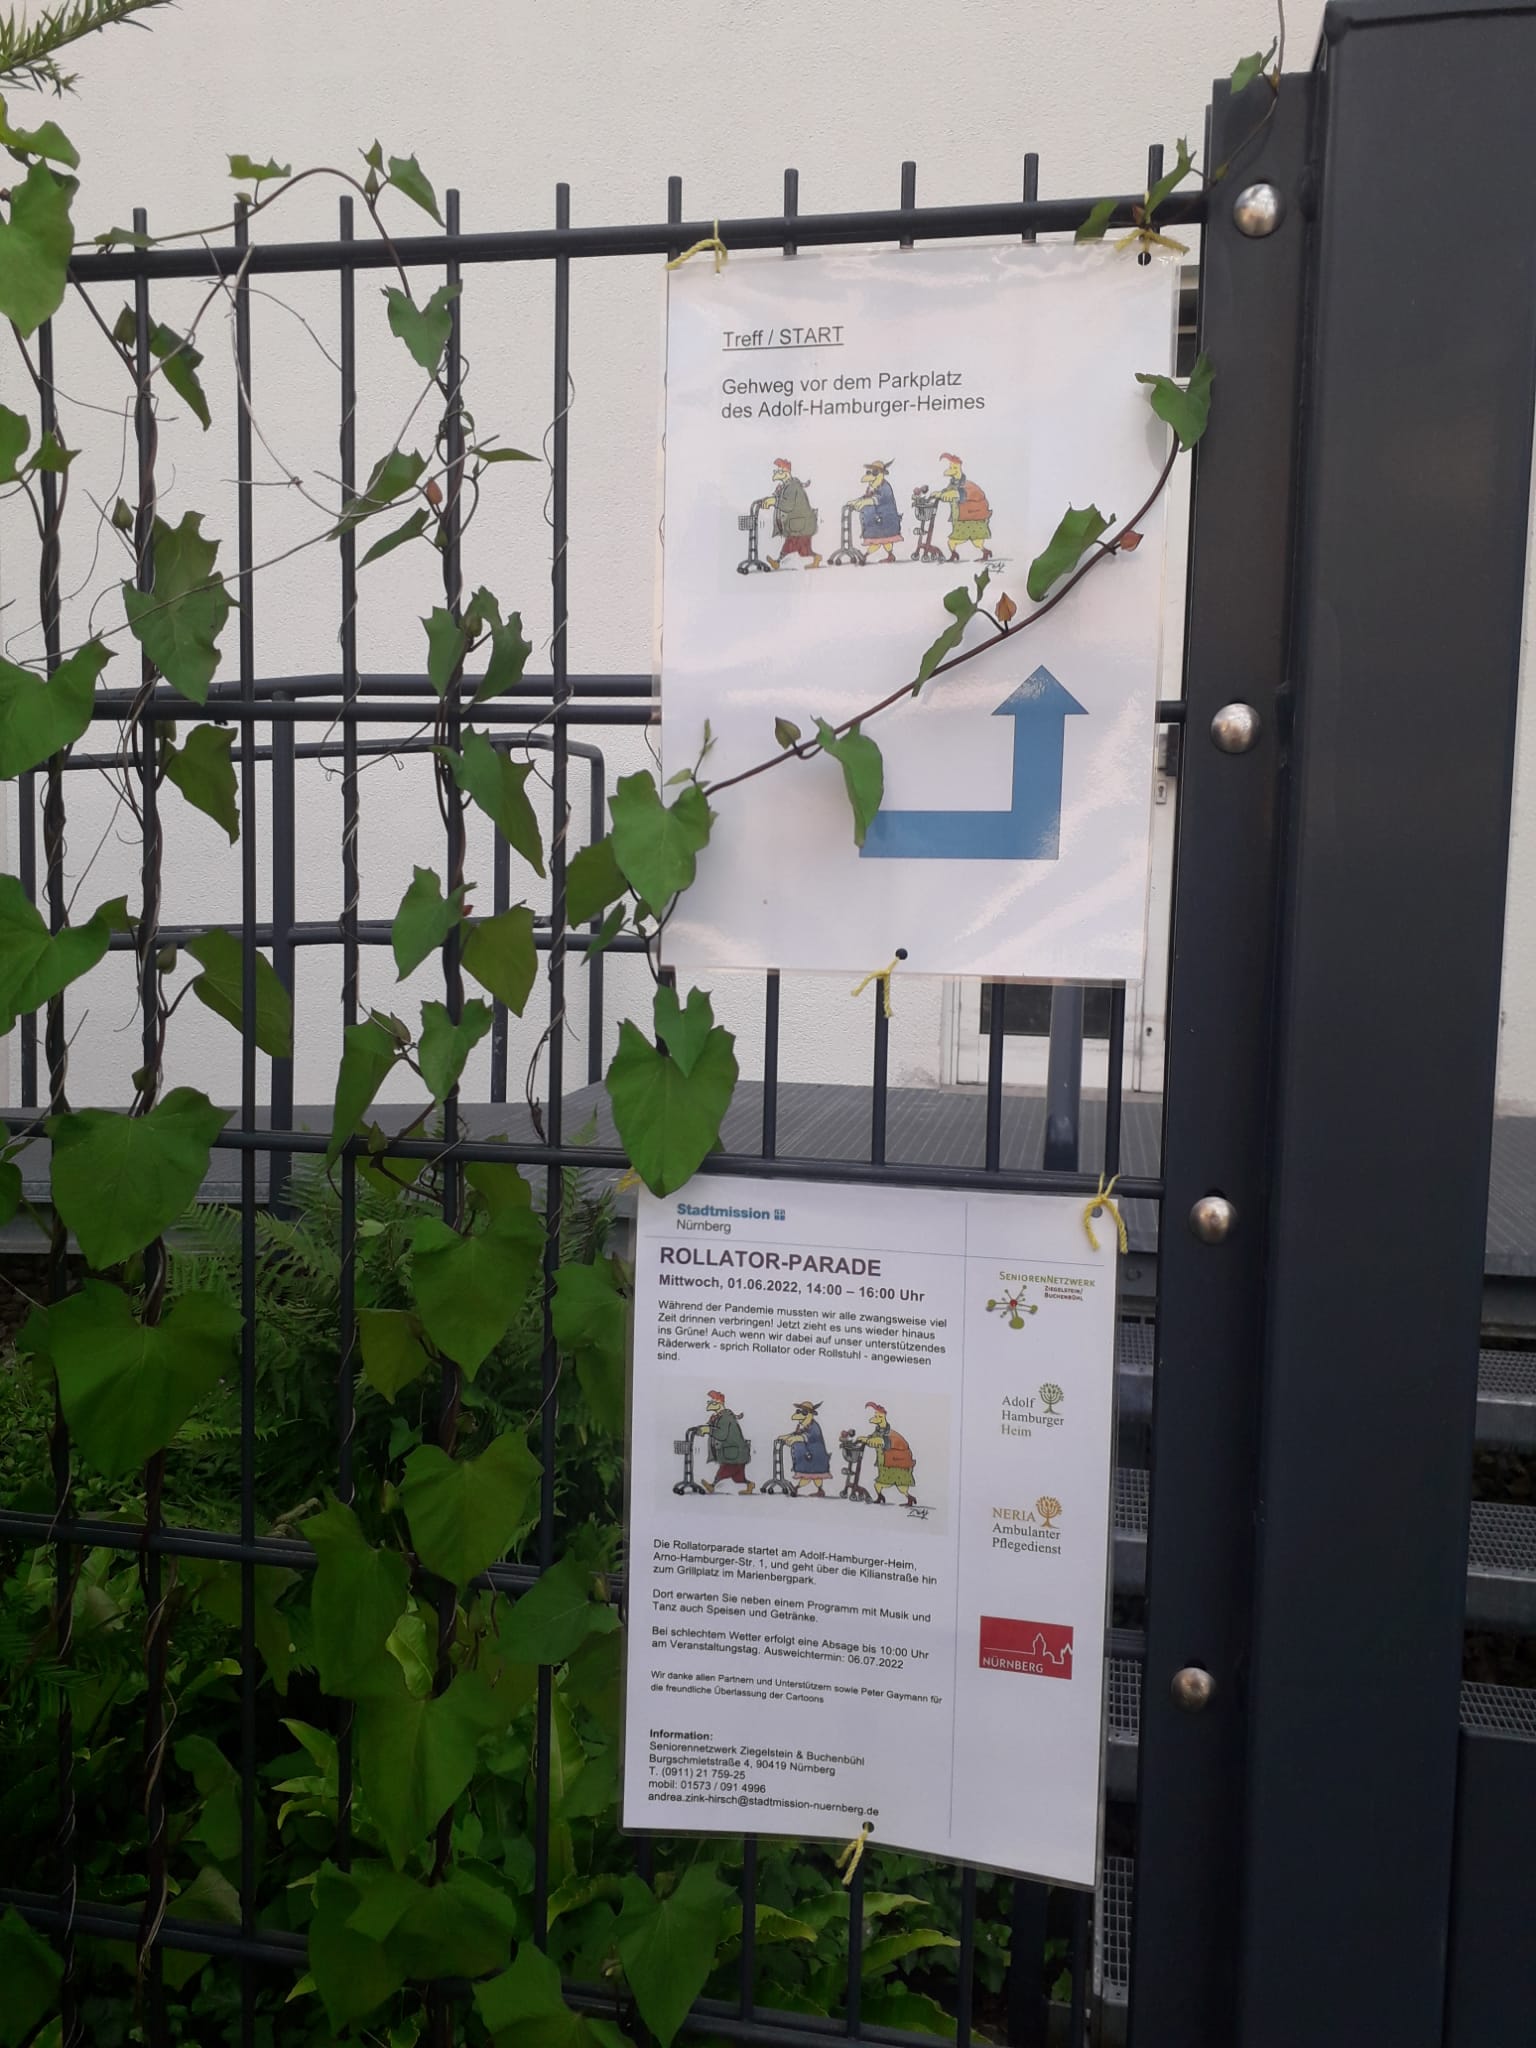 Treff / START
Gehweg vor dem Parkplatz
des Adolf-Hamburger-Heimes
Stadtmission
Nürnberg
ROLLATOR-PARADE
Mittwoch, 01.06.2022, 14:00 – 16:00 Uhr
Während der Pandemie mussten wir alle zwangsweise viel
Zeit drinnen verbringen! Jetzt zieht es uns wieder hinaus
ins Grüne! Auch wenn wir dabei auf unser unterstützendes
Räderwerk - sprich Rollator oder Rollstuhl - angewiesen
sind.
Die Rollatorparade startet am Adolf-Hamburger-Heim,
Arno-Hamburger-Str. 1, und geht über die Kilianstraße hin
zum Grillplatz im Marienbergpark.
Dort erwarten Sie neben einem Programm mit Musik und
Tanz auch Speisen und Getränke.
Bei schlechtem Wetter erfolgt eine Absage bis 10:00 Uhr
am Veranstaltungstag. Ausweichtermin: 06.07.2022
Wir danke allen Partnern und Unterstützern sowie Peter Gaymann für
die freundliche Überlassung der Cartoons
Information:
Seniorennetzwerk Ziegelstein & Buchenbühl
Burgschmietstraße 4, 90419 Nürnberg
T. (0911) 21 759-25
mobil: 01573 / 091 4996
andrea.zink-hirsch@stadtmission-nuernberg.de
SENIORENNETZWERK
ZIEGELSTEIN/
BUCHENBÜHL
Adolf
Hamburger
Heim
NERIA
Ambulanter
Pflegedienst
NÜRNBERG